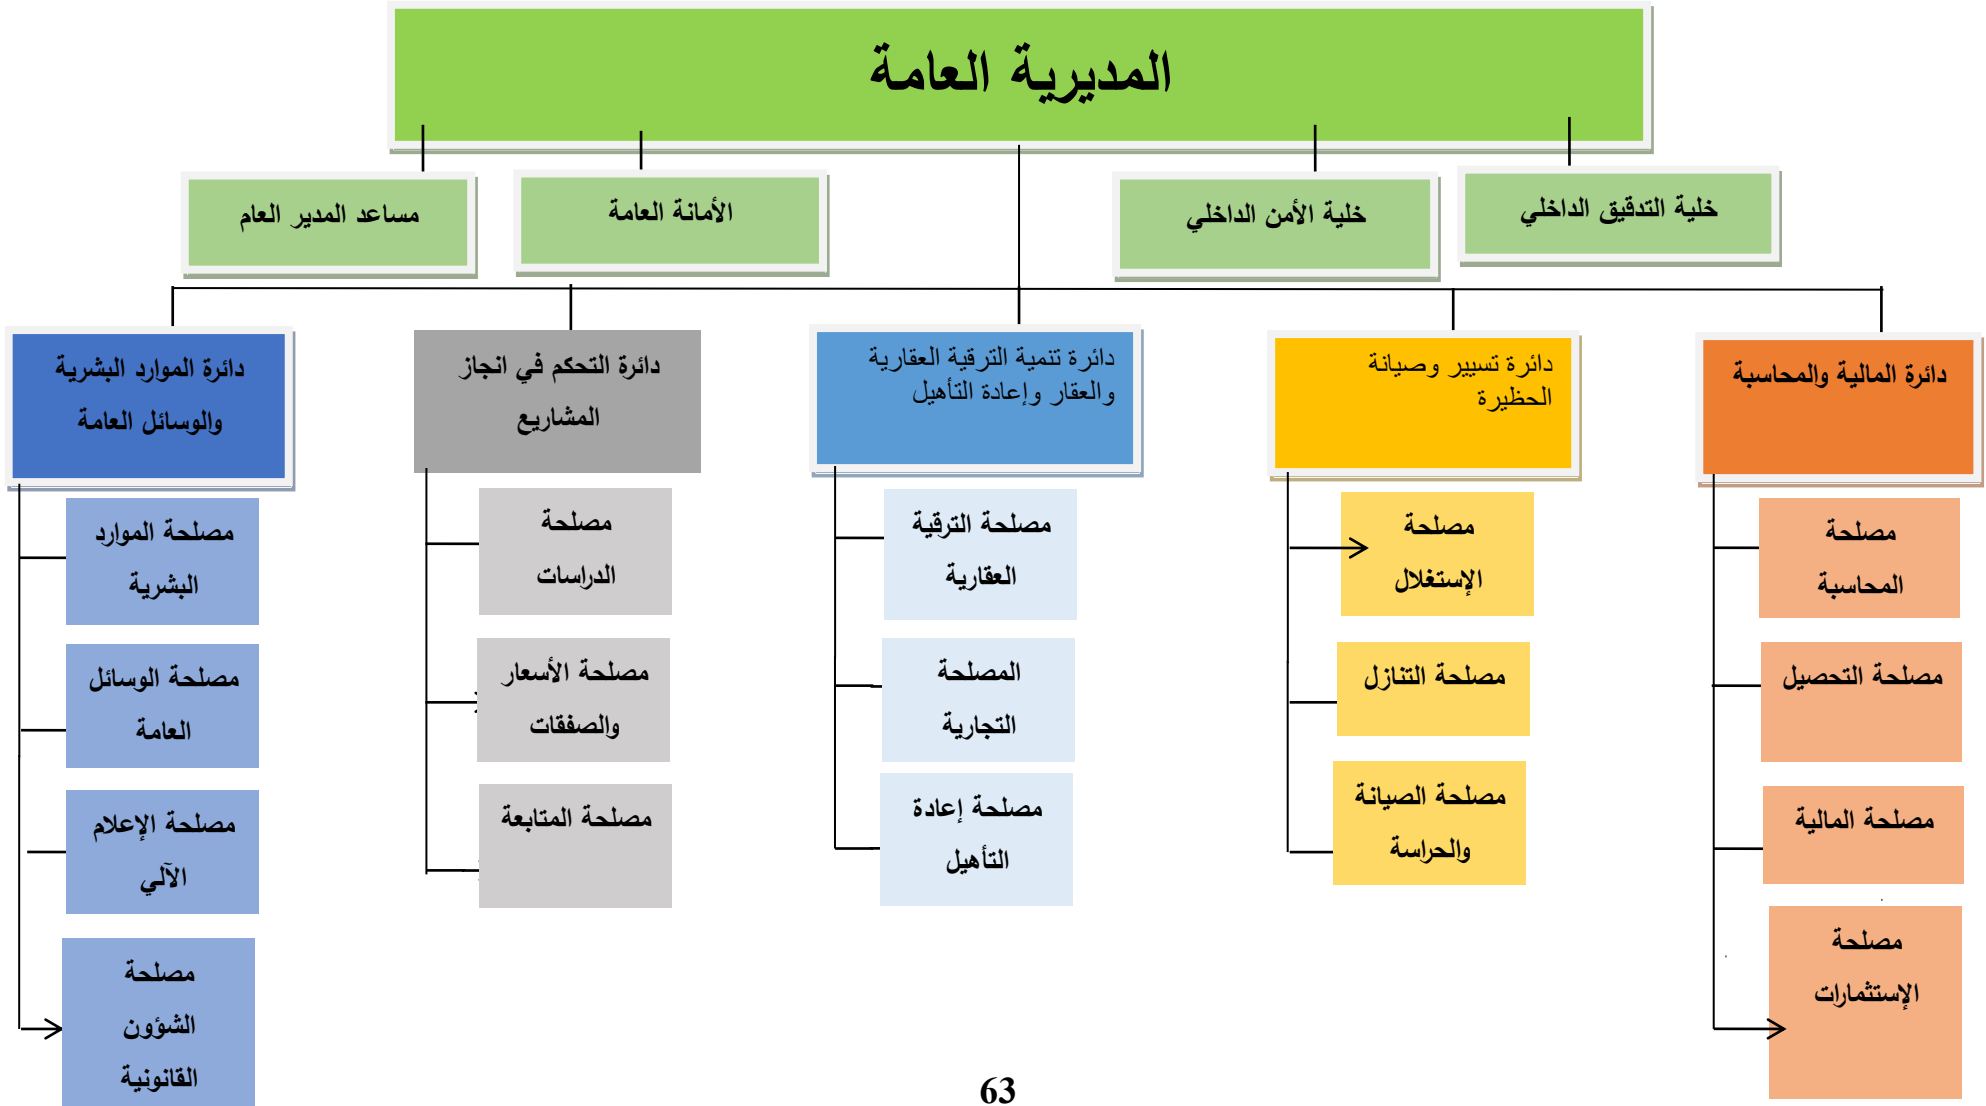 المديرية العامة
خلية التدقيق الداخلي
خلية الأمن الداخلي
الأمانة العامة
مساعد المدير العام
دائرة المالية والمحاسبة
دائرة تسيير وصيانة
الحظيرة
دائرة تنمية الترقية العقارية
والعقار وإعادة التأهيل
دائرة التحكم في انجاز
المشاريع
دائرة الموارد البشرية
والوسائل العامة
مصلحة
المحاسبة
مصلحة التحصيل
مصلحة المالية
مصلحة
الإستثمارات
مصلحة
الإستغلال
مصلحة التنازل
مصلحة الصيانة
والحراسة
مصلحة الترقية
العقارية
المصلحة
التجارية
مصلحة إعادة
التأهيل
مصلحة
الدراسات
مصلحة الأسعار
والصفقات
مصلحة المتابعة
مصلحة الموارد
البشرية
مصلحة الوسائل
العامة
مصلحة الإعلام
الآلي
مصلحة
الشؤون
القانونية
63